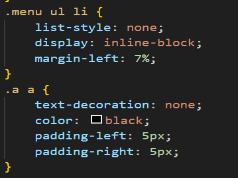 .menu ul li {
    list-style: none;
    display: inline-block;
    margin-left: 7%;
}
.a a {
    text-decoration: none;
    color: black;
    padding-left: 5px;
    padding-right: 5px;
}